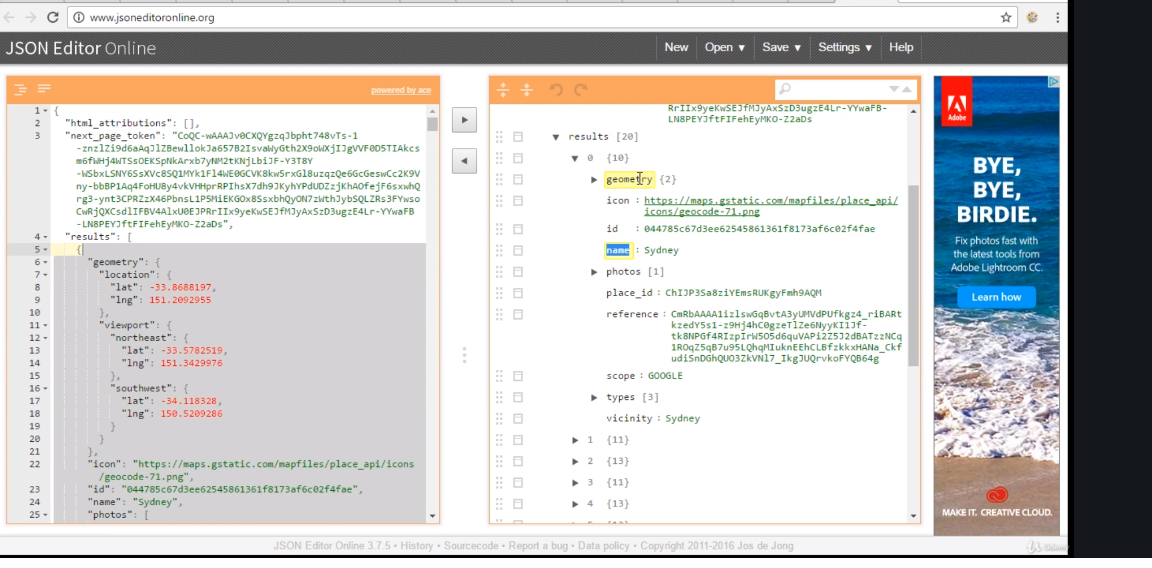 www.jsoneditoronline.org
JSON Editor Online
New Open ▾ Save ▾ Settings ▾ Help
powered by ace
1 {
2 "html_attributions": [],
3 "next_page_token": "CoQC-wAAAJv0CXQYgzqJbpht748vTs-1
-znzlZi9d6aAqJlZBewllokJa657B2IsvaWyGth2X9oWXjIJgVVF0D5TIAkcs
m6fWHj4WTSsOEKSpNkArxb7yNM2tKNjLbiJF-Y3T8Y
-WSbxLSNY6SsXVc8SQ1MYk1Fl4WE0GCVK8kw5rxGl8uzqzQe6GcGeswCc2K9V
ny-bbBP1Aq4FoHU8y4vkVHHprRPIhsX7dh9JKyhYPdUDZzjKhAOfejF6sxwhQ
rg3-ynt3CPRZzX46PbnsL1P5MiEKGOx8SsxbhQyON7zWthJybSQLZRs3FYwso
CwRjQXCsdlIFBV4AlxU0EJPRrIIx9yeKwSEJfMJyAxSzD3ugzE4Lr-YYwaFB
-LN8PEYJftFIFehEyMKO-Z2aDs",
4 "results": [
5 {
6 "geometry": {
7 "location": {
8 "lat": -33.8688197,
9 "lng": 151.2092955
10 },
11 "viewport": {
12 "northeast": {
13 "lat": -33.5782519,
14 "lng": 151.3429976
15 },
16 "southwest": {
17 "lat": -34.118328,
18 "lng": 150.5209286
19 }
20 }
21 },
22 "icon": "https://maps.gstatic.com/mapfiles/place_api/icons
/geocode-71.png",
23 "id": "044785c67d3ee62545861361f8173af6c02f4fae",
24 "name": "Sydney",
25 "photos": [
RrIIx9yeKwSEJfMJyAxSzD3ugzE4Lr-YYwaFB-
LN8PEYJftFIFehEyMKO-Z2aDs
results [20]
0 {10}
geometry {2}
icon : https://maps.gstatic.com/mapfiles/place_api/
icons/geocode-71.png
id : 044785c67d3ee62545861361f8173af6c02f4fae
name : Sydney
photos [1]
place_id : ChIJP3Sa8ziYEmsRUKgyFmh9AQM
reference : CmRbAAAA1izlswGqBvtA3yUMVdPUfkgz4_riBARt
kzedY5s1-z9Hj4hC0gzeTlZe6NyyKI1Jf-
tk8NPGf4RIzpIrW5O5d6quVAPi2Z5J2dBATzzNCq
1ROqZ5qB7u95LQhqMIuknEEhCLBfzkkxHANa_Ckf
udiSnDGhQUO3ZkVNl7_IkgJUQrvkoFYQB64g
scope : GOOGLE
types [3]
vicinity : Sydney
1 {11}
2 {13}
3 {11}
4 {13}
Adobe
BYE,
BYE,
BIRDIE.
Fix photos fast with
the latest tools from
Adobe Lightroom CC.
Learn how
MAKE IT. CREATIVE CLOUD.
JSON Editor Online 3.7.5 • History • Sourcecode • Report a bug • Data policy • Copyright 2011-2016 Jos de Jong